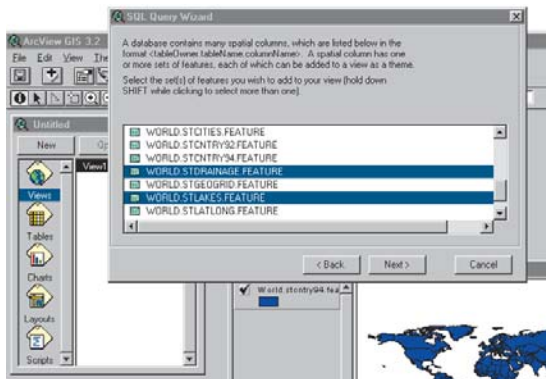 SQL Query Wizard
A database contains many spatial columns, which are listed below in the
format <tableOwner.tableName.featureName>. A spatial column has one
or more sets of features, each of which can be added to a view as a theme.
Select the set(s) of features you wish to add to your view (hold down
SHIFT while clicking to select more than one).
WORLD.STCITIES.FEATURE
WORLD.STCNTRY92.FEATURE
WORLD.STCNTRY94.FEATURE
WORLD.STDRAINAGE.FEATURE
WORLD.STGEOGRID.FEATURE
WORLD.STLAKES.FEATURE
WORLD.STLATLONG.FEATURE
< Back
Next >
Cancel
ArcView GIS 3.2
File Edit View The
Untitled
New
Op
View1
Views
Tables
Charts
Layouts
Scripts
World.stcntry94.fea